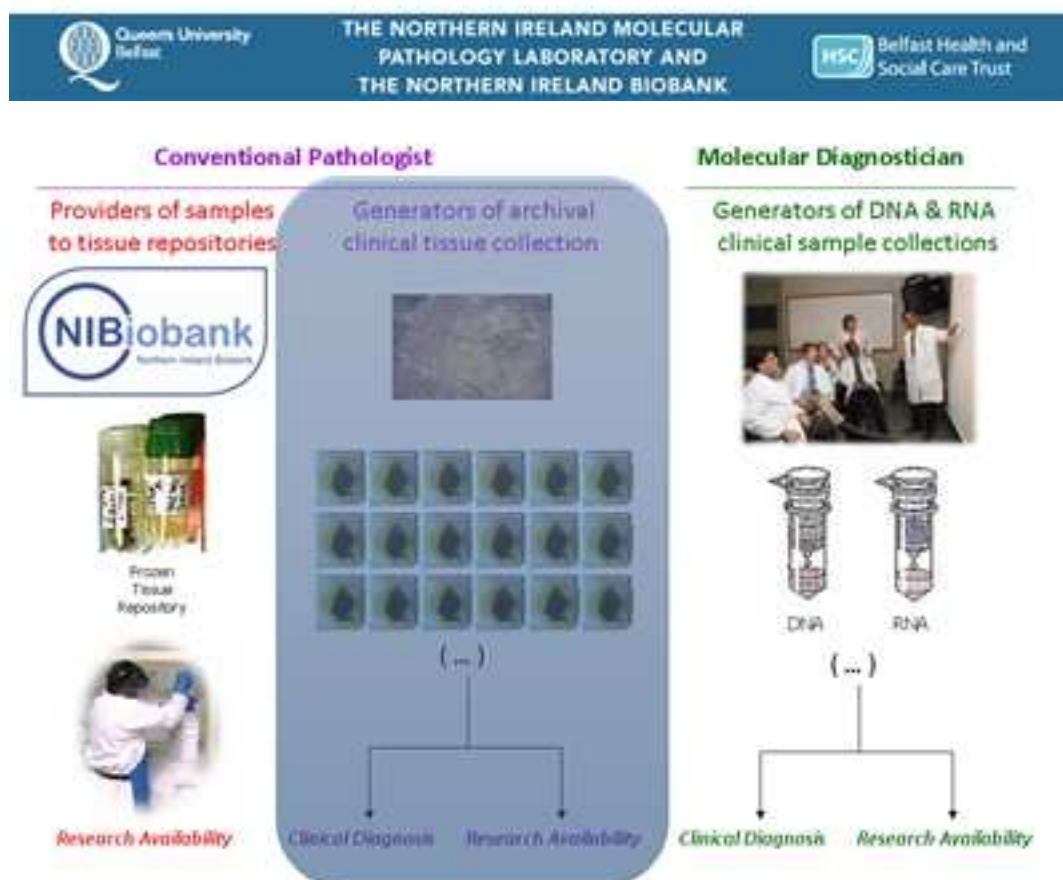 Queen's University
Belfast
THE NORTHERN IRELAND MOLECULAR
PATHOLOGY LABORATORY AND
THE NORTHERN IRELAND BIOBANK
HSC
Belfast Health and
Social Care Trust
Conventional Pathologist
Molecular Diagnostician
Providers of samples
to tissue repositories
Generators of archival
clinical tissue collection
Generators of DNA & RNA
clinical sample collections
NIBiobank
Northern Ireland Biobank
Frozen
Tissue
Repository
DNA
RNA
(...)
(...)
Research Availability
Clinical Diagnosis
Research Availability
Clinical Diagnosis
Research Availability